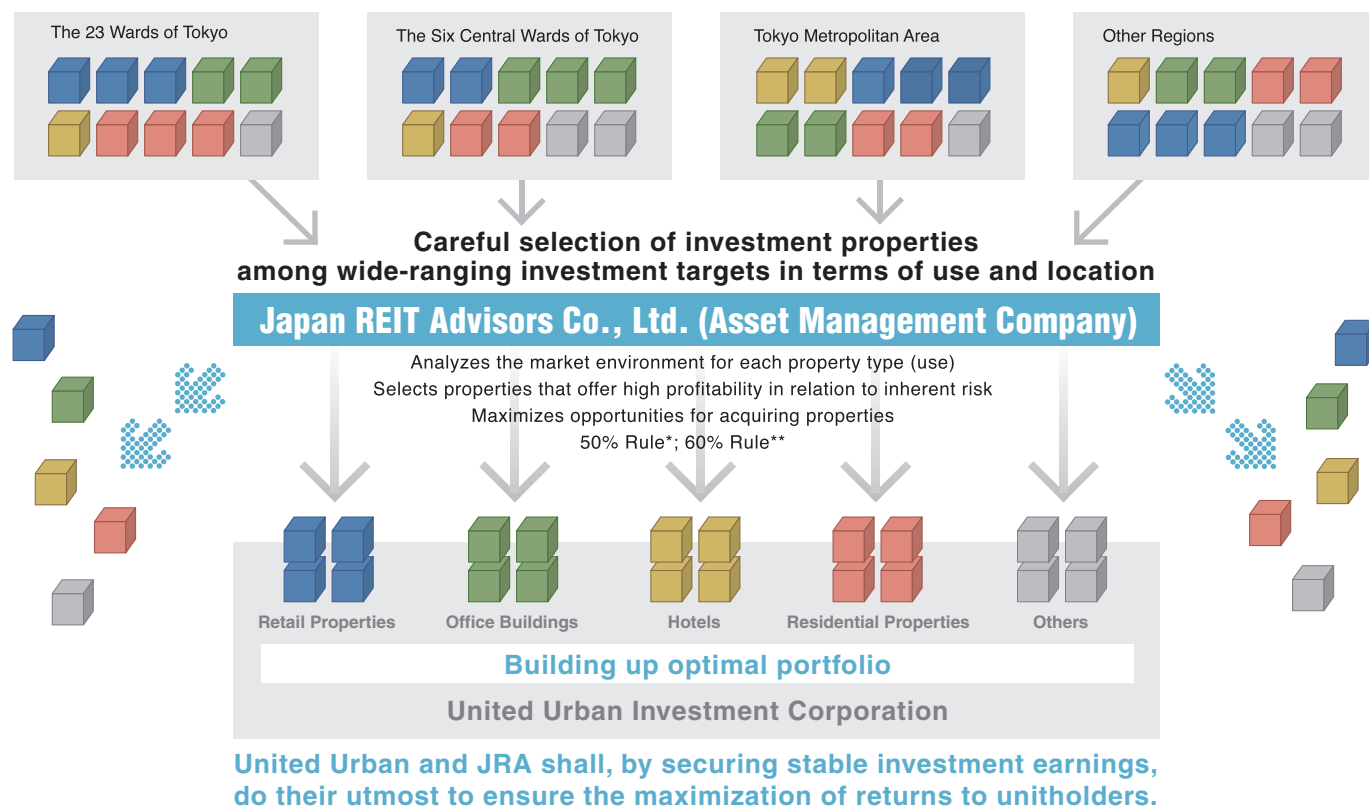 The 23 Wards of Tokyo
The Six Central Wards of Tokyo
Tokyo Metropolitan Area
Other Regions
Careful selection of investment properties
among wide-ranging investment targets in terms of use and location
Japan REIT Advisors Co., Ltd. (Asset Management Company)
Analyzes the market environment for each property type (use)
Selects properties that offer high profitability in relation to inherent risk
Maximizes opportunities for acquiring properties
50% Rule*; 60% Rule**
Retail Properties
Office Buildings
Hotels
Residential Properties
Others
Building up optimal portfolio
United Urban Investment Corporation
United Urban and JRA shall, by securing stable investment earnings,
do their utmost to ensure the maximization of returns to unitholders.